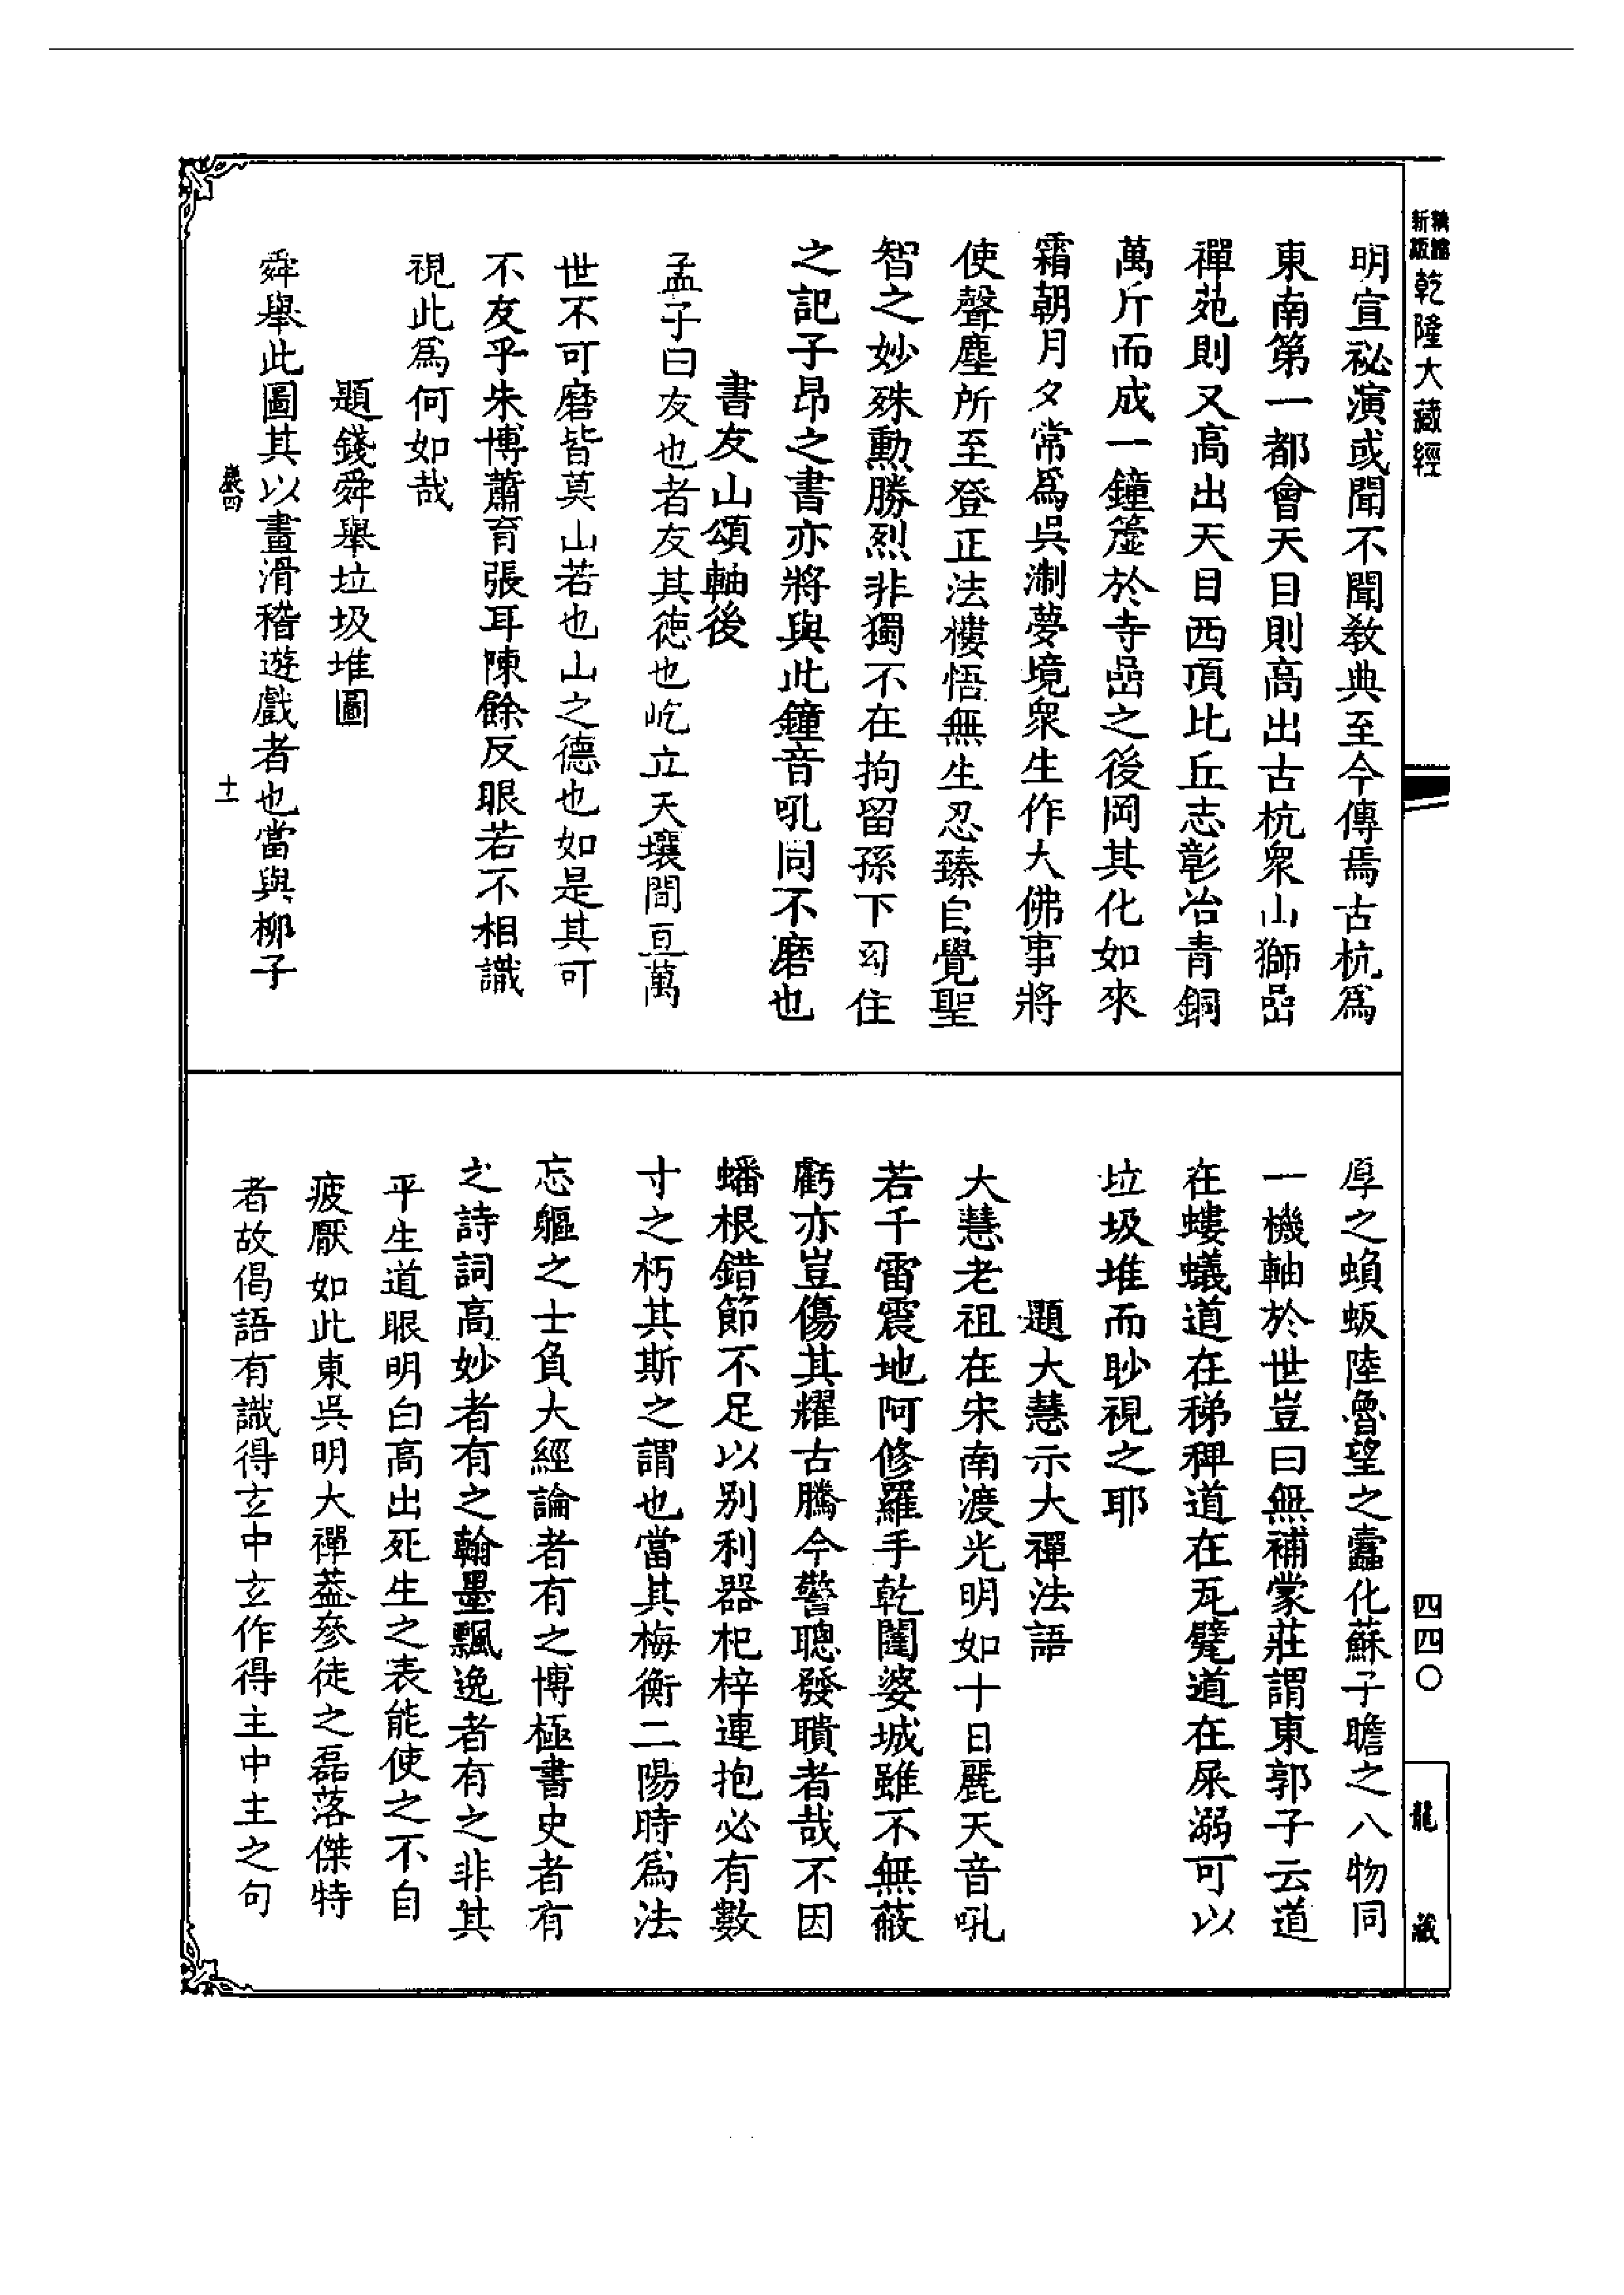 新版精縮乾隆大藏經
明宣祕演或聞不聞教典至今傳焉古杭爲
東南第一都會天目則高出古杭衆山獅嵒
禪苑則又高出天目西頂比丘志彰冶青銅
萬斤而成一鐘簴於寺嵒之後岡其化如來
霜朝月夕常爲吳淛夢境衆生作大佛事將
使聲塵所至登正法樓悟無生忍臻自覺聖
智之妙殊勳勝烈非獨不在拘留孫下匃住
之記子昂之書亦將與此鐘音吼同不磨也
書友山頌軸後
孟子曰友也者友其德也屹立天壤間亘萬
世不可磨皆莫山若也山之德也如是其可
不友乎朱博蕭育張耳陳餘反眼若不相識
視此爲何如哉
題錢舜舉垃圾堆圖
舜舉此圖其以畫滑稽遊戲者也當與柳子
巖四
十一
厚之蝜蝂陸魯望之蠹化蘇子瞻之八物同
一機軸於世豈曰無補蒙莊謂東郭子云道
在螻蟻道在稊稗道在瓦甓道在屎溺可以
垃圾堆而眇視之耶
題大慧示大禪法語
大慧老祖在宋南渡光明如十日麗天音吼
若千雷震地阿修羅手乾闥婆城雖不無蔽
虧亦豈傷其耀古騰今警聰發聵者哉不因
蟠根錯節不足以別利器杞梓連抱必有數
寸之朽其斯之謂也當其梅衡二陽時爲法
忘軀之士負大經論者有之博極書史者有
之詩詞高妙者有之翰墨飄逸者有之非其
平生道眼明白高出死生之表能使之不自
疲厭如此東吳明大禪葢參徒之磊落傑特
者故偈語有識得玄中玄作得主中主之句
四四〇
龍藏